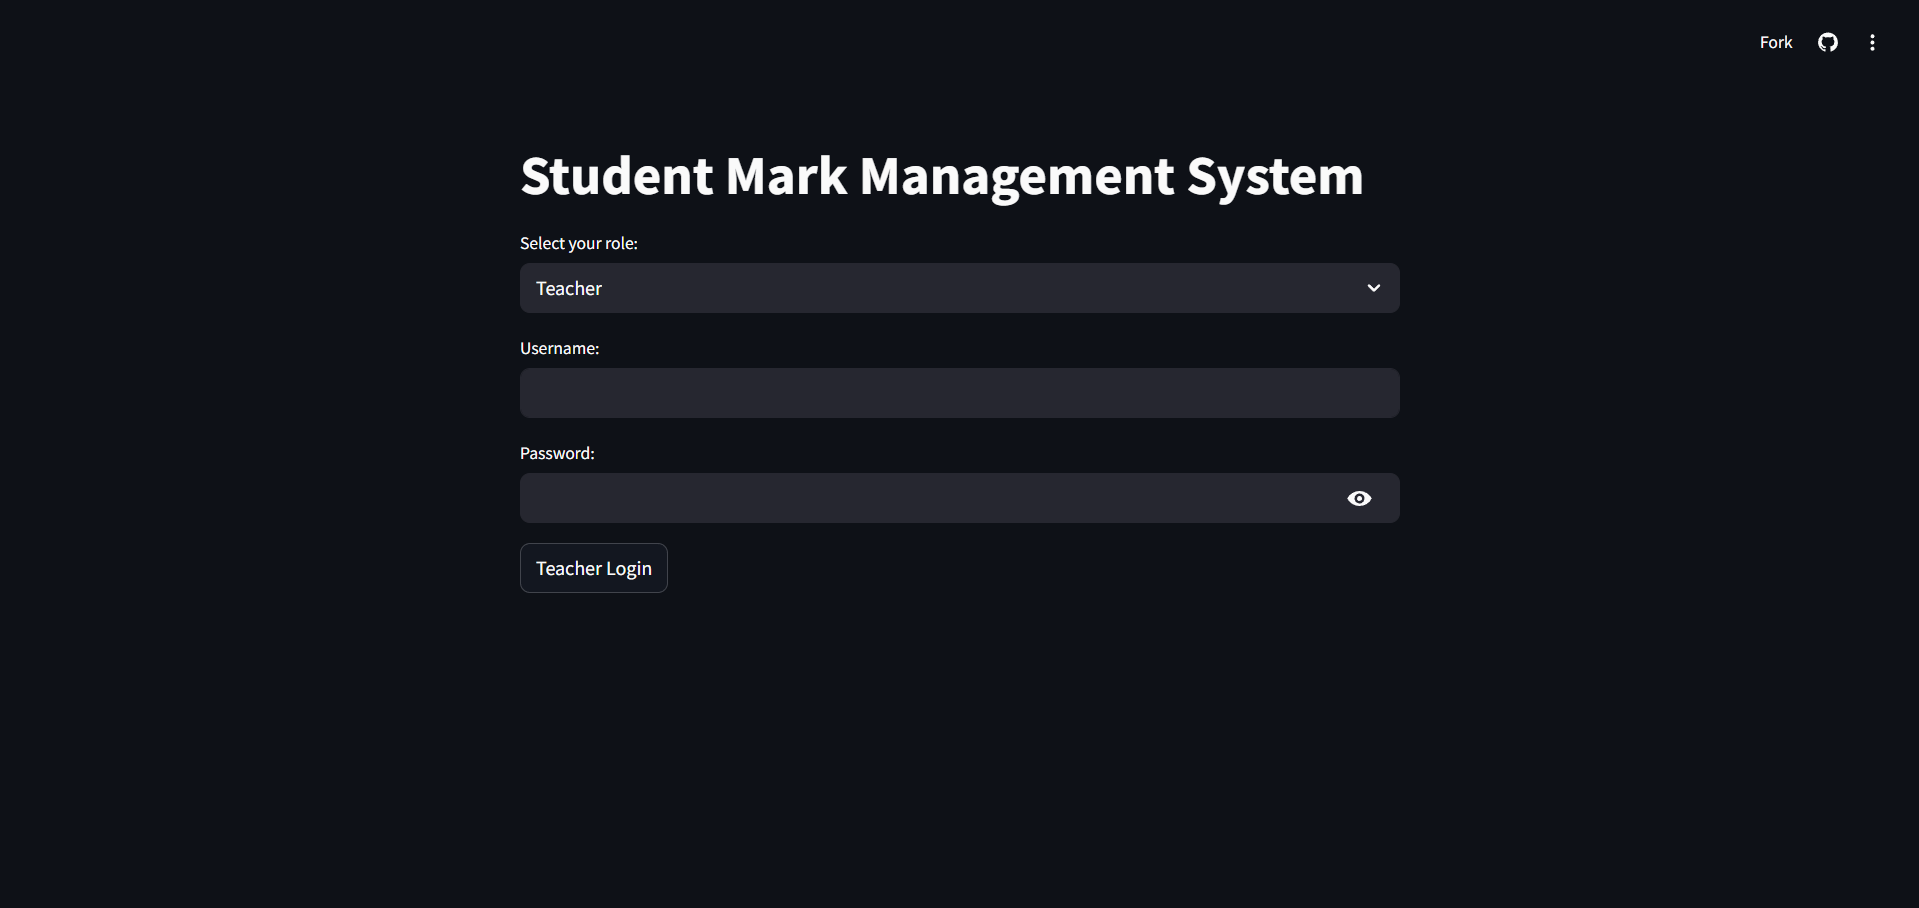 Fork
Student Mark Management System
Select your role:
Teacher
Username:
Password:
Teacher Login